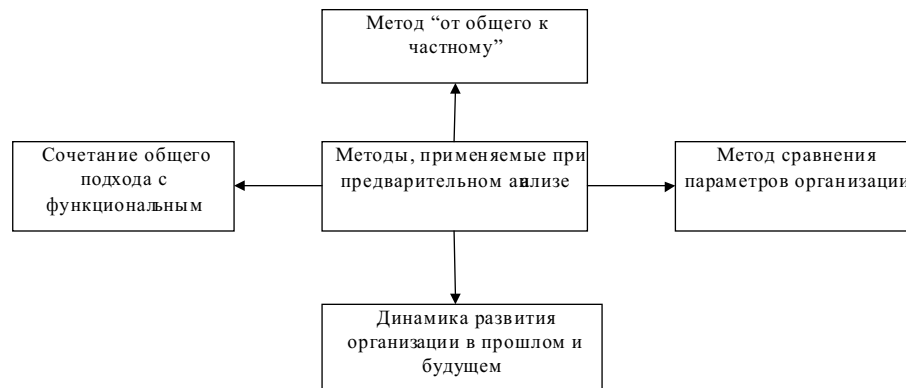 Метод “от общего к
частному”
Сочетание общего
подхода с
функциональным
Методы, применяемые при
предварительном анализе
Метод сравнения
параметров организации
Динамика развития
организации в прошлом и
будущем